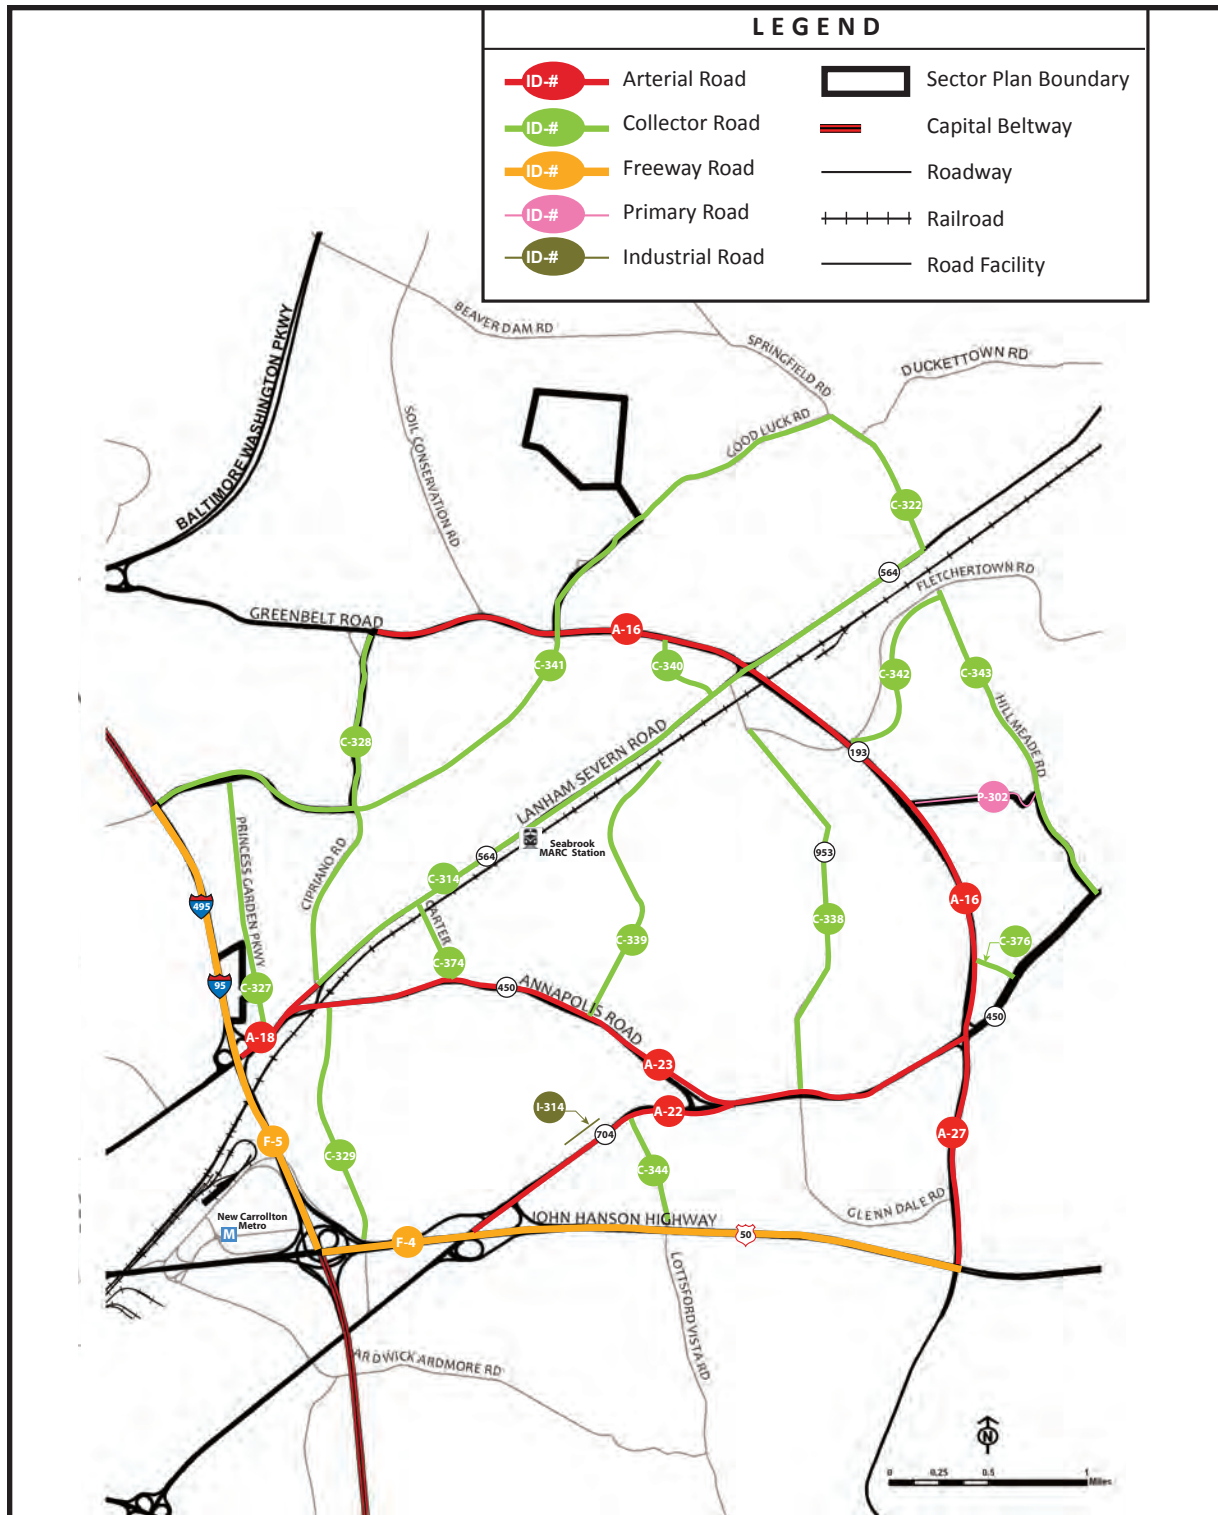 LEGEND
ID-# Arterial Road
Sector Plan Boundary
ID-# Collector Road
Capital Beltway
ID-# Freeway Road
Roadway
ID-# Primary Road
Railroad
ID-# Industrial Road
Road Facility
BEAVER DAM RD
BALTIMORE WASHINGTON PKWY
SPRINGFIELD RD
DUCKETTOWN RD
SOIL CONSERVATION RD
GOOD LUCK RD
C-322
564
FLETCHERTOWN RD
GREENBELT ROAD
A-16
C-341
C-340
C-342
C-343
HILLMEADE RD
C-328
193
LANHAM SEVERN ROAD
P-302
PRINCESS GARDEN PKWY
CIPRIANO RD
Seabrook
MARC Station
564
953
C-314
495
A-16
CARTER
C-338
C-339
C-376
C-374
95
C-327
450
ANNAPOLIS ROAD
450
A-18
A-23
I-314
A-22
704
A-27
F-5
C-329
C-344
GLENN DALE RD
New Carrollton
Metro
M
JOHN HANSON HIGHWAY
F-4
50
LOTTSFORD VISTA RD
ARDWICK ARDMORE RD
N
0 0.25 0.5 1
Miles